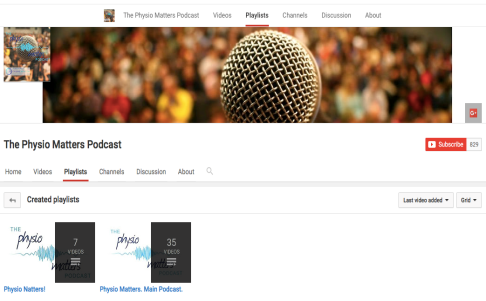 The Physio Matters Podcast Videos Playlists Channels Discussion About
The Physio Matters Podcast
Subscribe 829
Home Videos Playlists Channels Discussion About
Created playlists
Last video added Grid
THE
physio
matters
7
VIDEOS
THE
physio
matters
35
VIDEOS
Physio Natters!
Physio Matters. Main Podcast.